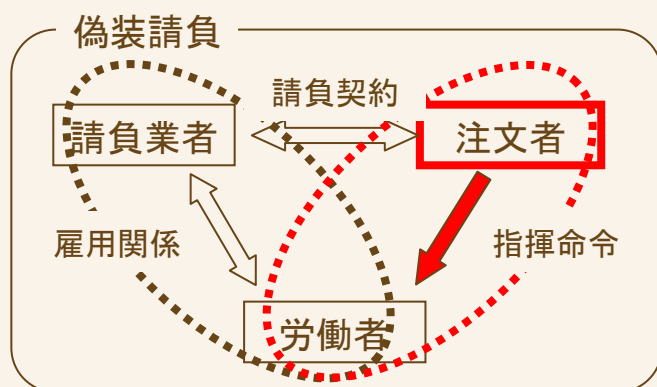 偽装請負
請負契約
請負業者
注文者
雇用関係
指揮命令
労働者